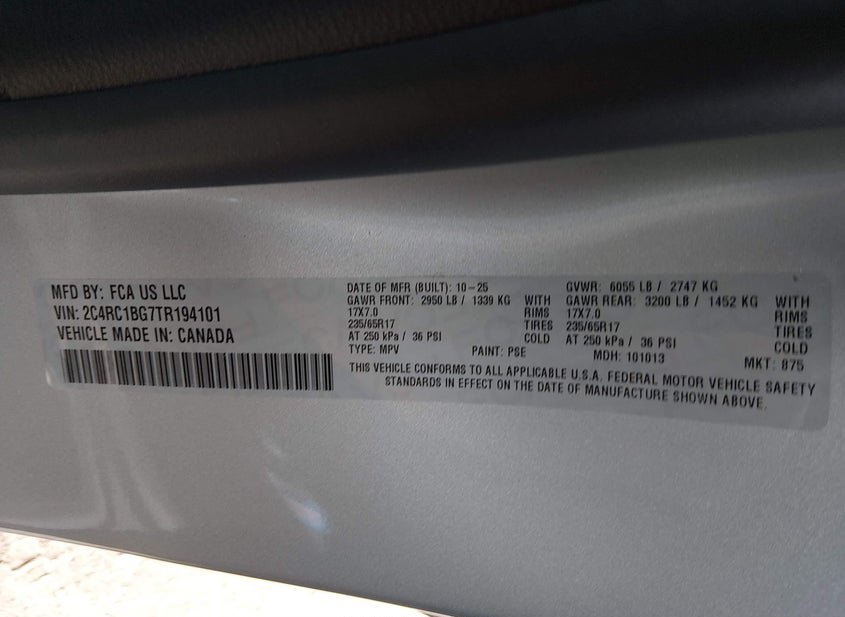 MFD BY: FCA US LLC
VIN: 2C4RC1BG7TR194101
VEHICLE MADE IN: CANADA
DATE OF MFR (BUILT): 10-25
GAWR FRONT: 2950 LB / 1339 KG WITH
17X7.0 RIMS
235/65R17 TIRES
AT 250 kPa / 36 PSI COLD
TYPE: MPV PAINT: PSE
GVWR: 6055 LB / 2747 KG
GAWR REAR: 3200 LB / 1452 KG WITH
17X7.0 RIMS
235/65R17 TIRES
AT 250 kPa / 36 PSI COLD
MDH: 101013 MKT: 875
THIS VEHICLE CONFORMS TO ALL APPLICABLE U.S.A. FEDERAL MOTOR VEHICLE SAFETY
STANDARDS IN EFFECT ON THE DATE OF MANUFACTURE SHOWN ABOVE.